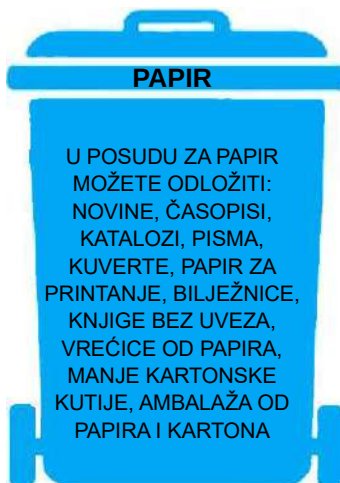 PAPIR
U POSUDU ZA PAPIR
MOŽETE ODLOŽITI:
NOVINE, ČASOPISI,
KATALOZI, PISMA,
KUVERTE, PAPIR ZA
PRINTANJE, BILJEŽNICE,
KNJIGE BEZ UVEZA,
VREĆICE OD PAPIRA,
MANJE KARTONSKE
KUTIJE, AMBALAŽA OD
PAPIRA I KARTONA